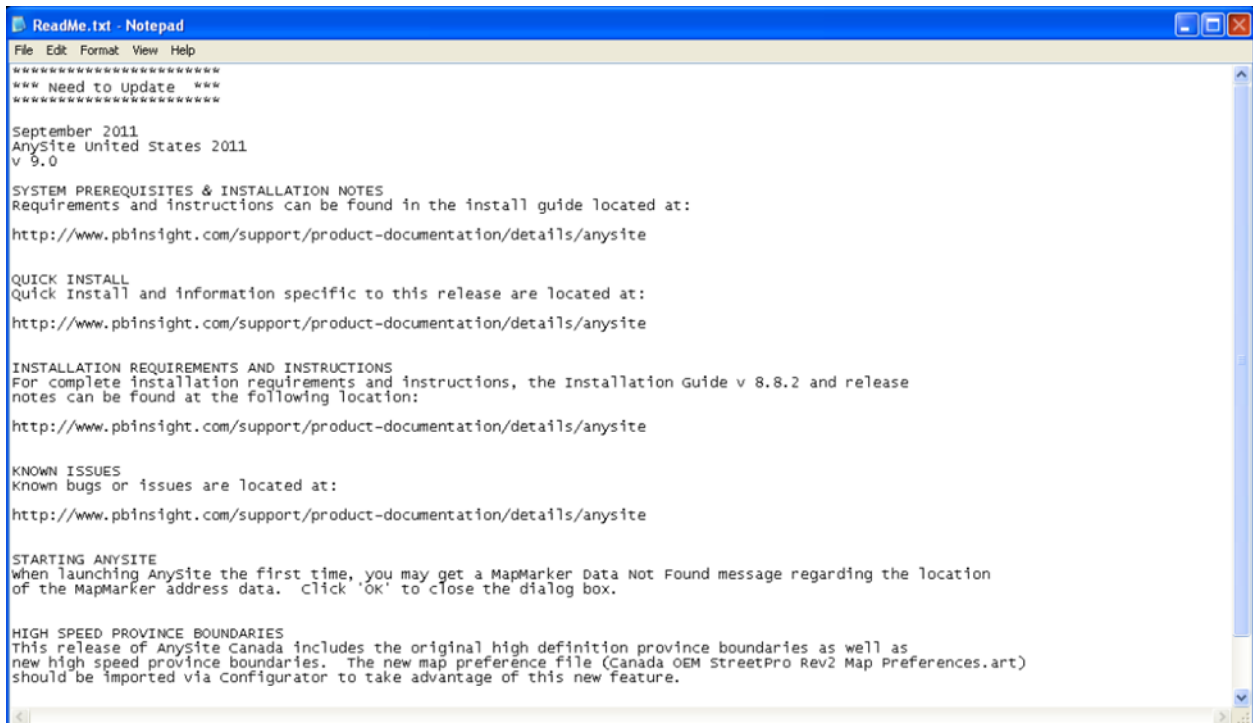 ReadMe.txt - Notepad
File Edit Format View Help
***********************
*** Need to Update ***
***********************
September 2011
AnySite United States 2011
v 9.0
SYSTEM PREREQUISITES & INSTALLATION NOTES
Requirements and instructions can be found in the install guide located at:
http://www.pbinsight.com/support/product-documentation/details/anysite
QUICK INSTALL
Quick Install and information specific to this release are located at:
http://www.pbinsight.com/support/product-documentation/details/anysite
INSTALLATION REQUIREMENTS AND INSTRUCTIONS
For complete installation requirements and instructions, the Installation Guide v 8.8.2 and release
notes can be found at the following location:
http://www.pbinsight.com/support/product-documentation/details/anysite
KNOWN ISSUES
Known bugs or issues are located at:
http://www.pbinsight.com/support/product-documentation/details/anysite
STARTING ANYSITE
When launching AnySite the first time, you may get a MapMarker Data Not Found message regarding the location
of the MapMarker address data.  Click 'OK' to close the dialog box.
HIGH SPEED PROVINCE BOUNDARIES
This release of AnySite Canada includes the original high definition province boundaries as well as
new high speed province boundaries.  The new map preference file (Canada OEM StreetPro Rev2 Map Preferences.art)
should be imported via Configurator to take advantage of this new feature.